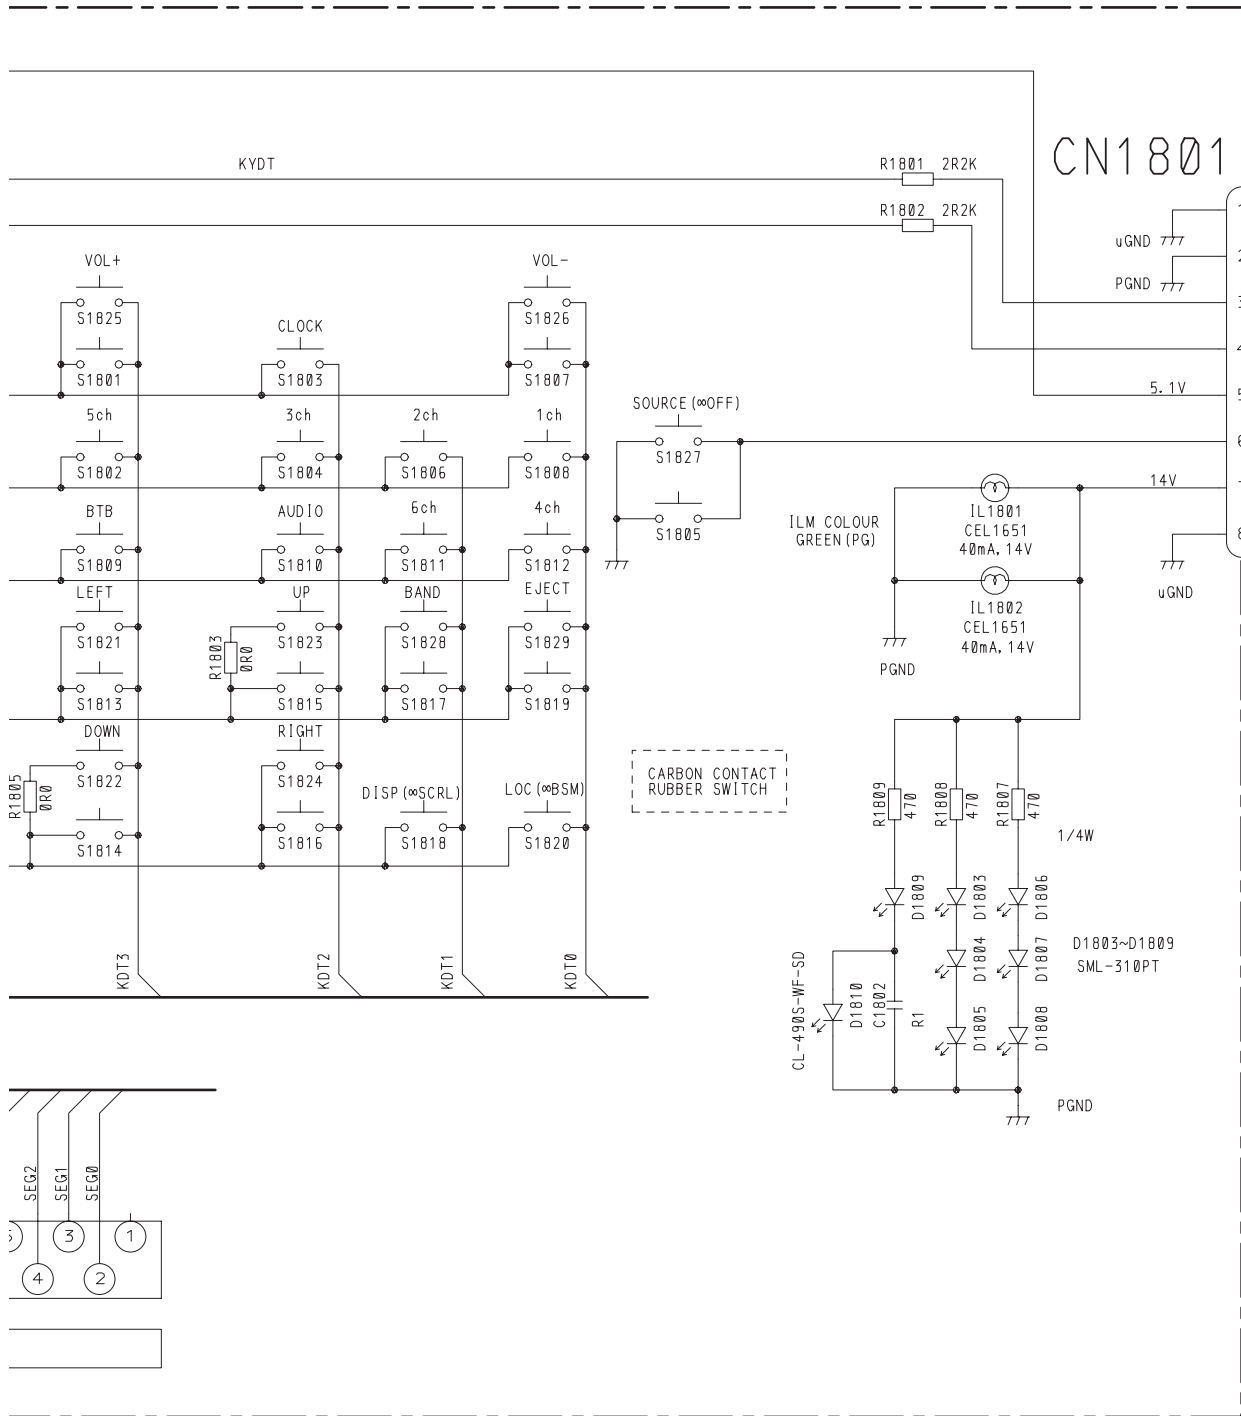 CN1801
KYDT
R1801 2R2K
R1802 2R2K
uGND
PGND
VOL+
S1825
S1801
CLOCK
S1803
VOL-
S1826
S1807
5.1V
5ch
S1802
3ch
S1804
2ch
S1806
1ch
S1808
SOURCE(∞OFF)
S1827
S1805
14V
IL1801
CEL1651
40mA, 14V
ILM COLOUR
GREEN(PG)
BTB
S1809
AUDIO
S1810
6ch
S1811
4ch
S1812
IL1802
CEL1651
40mA, 14V
PGND
uGND
LEFT
S1821
S1813
R1803
0R0
UP
S1823
S1815
BAND
S1828
S1817
EJECT
S1829
S1819
DOWN
S1822
S1814
R1805
0R0
RIGHT
S1824
S1816
DISP(∞SCRL)
S1818
LOC(∞BSM)
S1820
CARBON CONTACT
RUBBER SWITCH
R1809
470
R1808
470
R1807
470
1/4W
D1809
D1803
D1806
D1804
D1807
D1803~D1809
SML-310PT
KDT3
KDT2
KDT1
KDT0
CL-490S-WF-SD
D1810
C1802
R1
D1805
D1808
PGND
SEG2
SEG1
SEG0
3
1
4
2